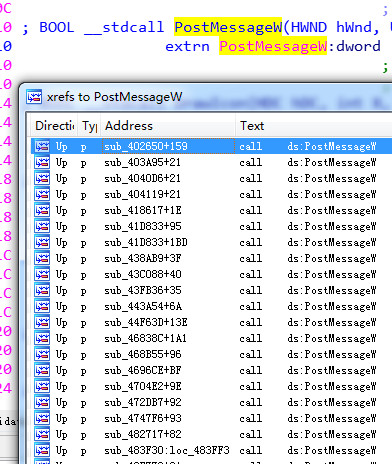 0C
10 ; BOOL __stdcall PostMessageW(HWND hWnd, U
10 extrn PostMessageW:dword
10 ;
xrefs to PostMessageW
Directic Ty Address Text
Up p sub_402650+159 call ds:PostMessageW
Up p sub_403A95+21 call ds:PostMessageW
Up p sub_4040D6+21 call ds:PostMessageW
Up p sub_404119+21 call ds:PostMessageW
Up p sub_418617+1E call ds:PostMessageW
Up p sub_41D833+95 call ds:PostMessageW
Up p sub_41D833+1BD call ds:PostMessageW
Up p sub_438AB9+3F call ds:PostMessageW
Up p sub_43C088+40 call ds:PostMessageW
Up p sub_43FB36+35 call ds:PostMessageW
Up p sub_443A54+6A call ds:PostMessageW
Up p sub_44F63D+13E call ds:PostMessageW
Up p sub_46838C+1A1 call ds:PostMessageW
Up p sub_468B55+96 call ds:PostMessageW
Up p sub_4696CE+BF call ds:PostMessageW
Up p sub_4704E2+9E call ds:PostMessageW
Up p sub_472DB7+92 call ds:PostMessageW
Up p sub_4747F6+93 call ds:PostMessageW
Up p sub_482717+82 call ds:PostMessageW
Up p sub_483F30:loc_483FF3 call ds:PostMessageW